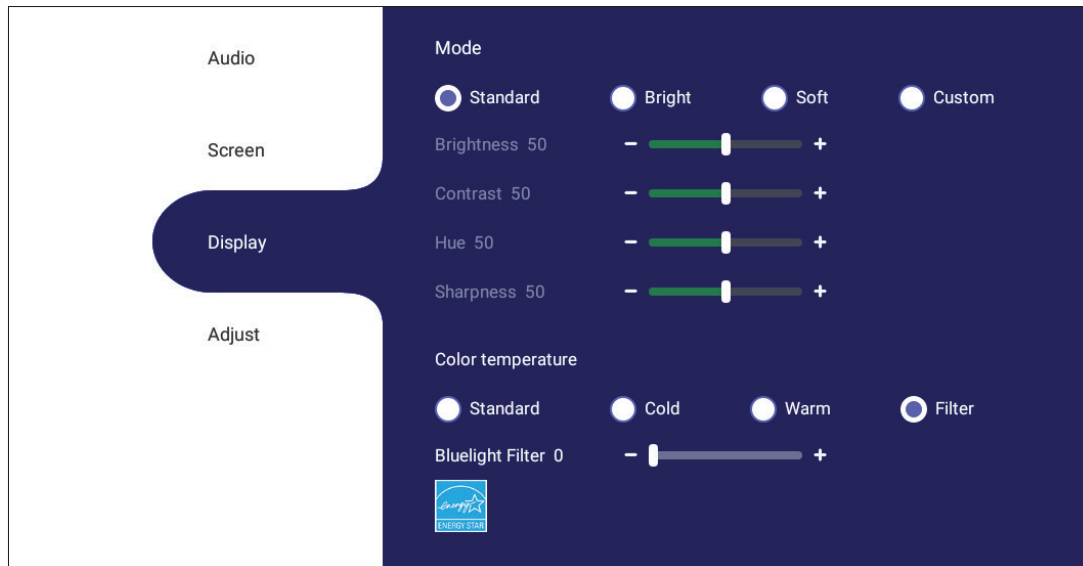 Audio
Screen
Display
Adjust
Mode
Standard Bright Soft Custom
Brightness 50 - +
Contrast 50 - +
Hue 50 - +
Sharpness 50 - +
Color temperature
Standard Cold Warm Filter
Bluelight Filter 0 - +
energy
ENERGY STAR